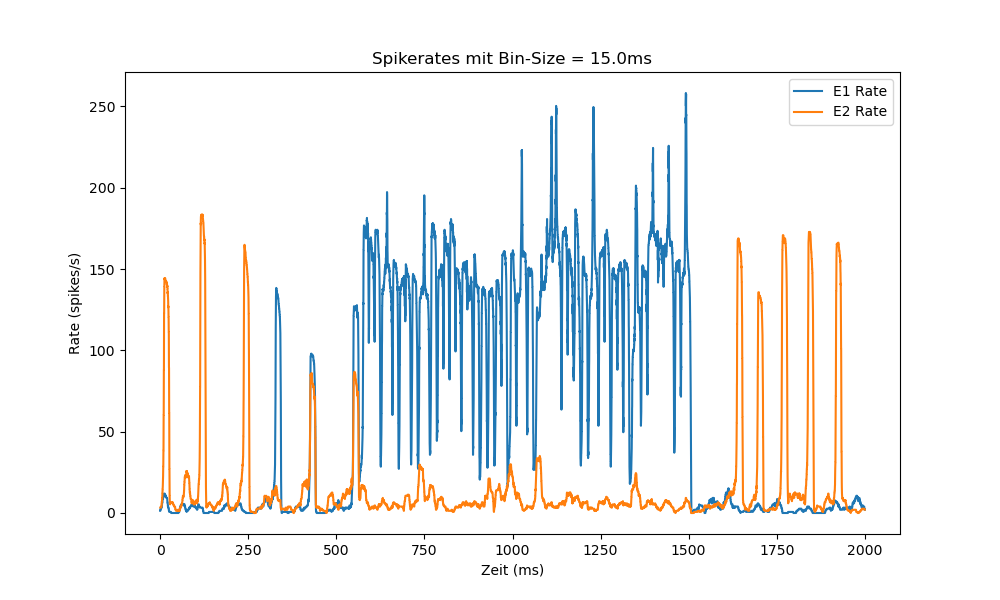 Spikerates mit Bin-Size = 15.0ms
E1 Rate
E2 Rate
Rate (spikes/s)
250
200
150
100
50
0
0 250 500 750 1000 1250 1500 1750 2000
Zeit (ms)